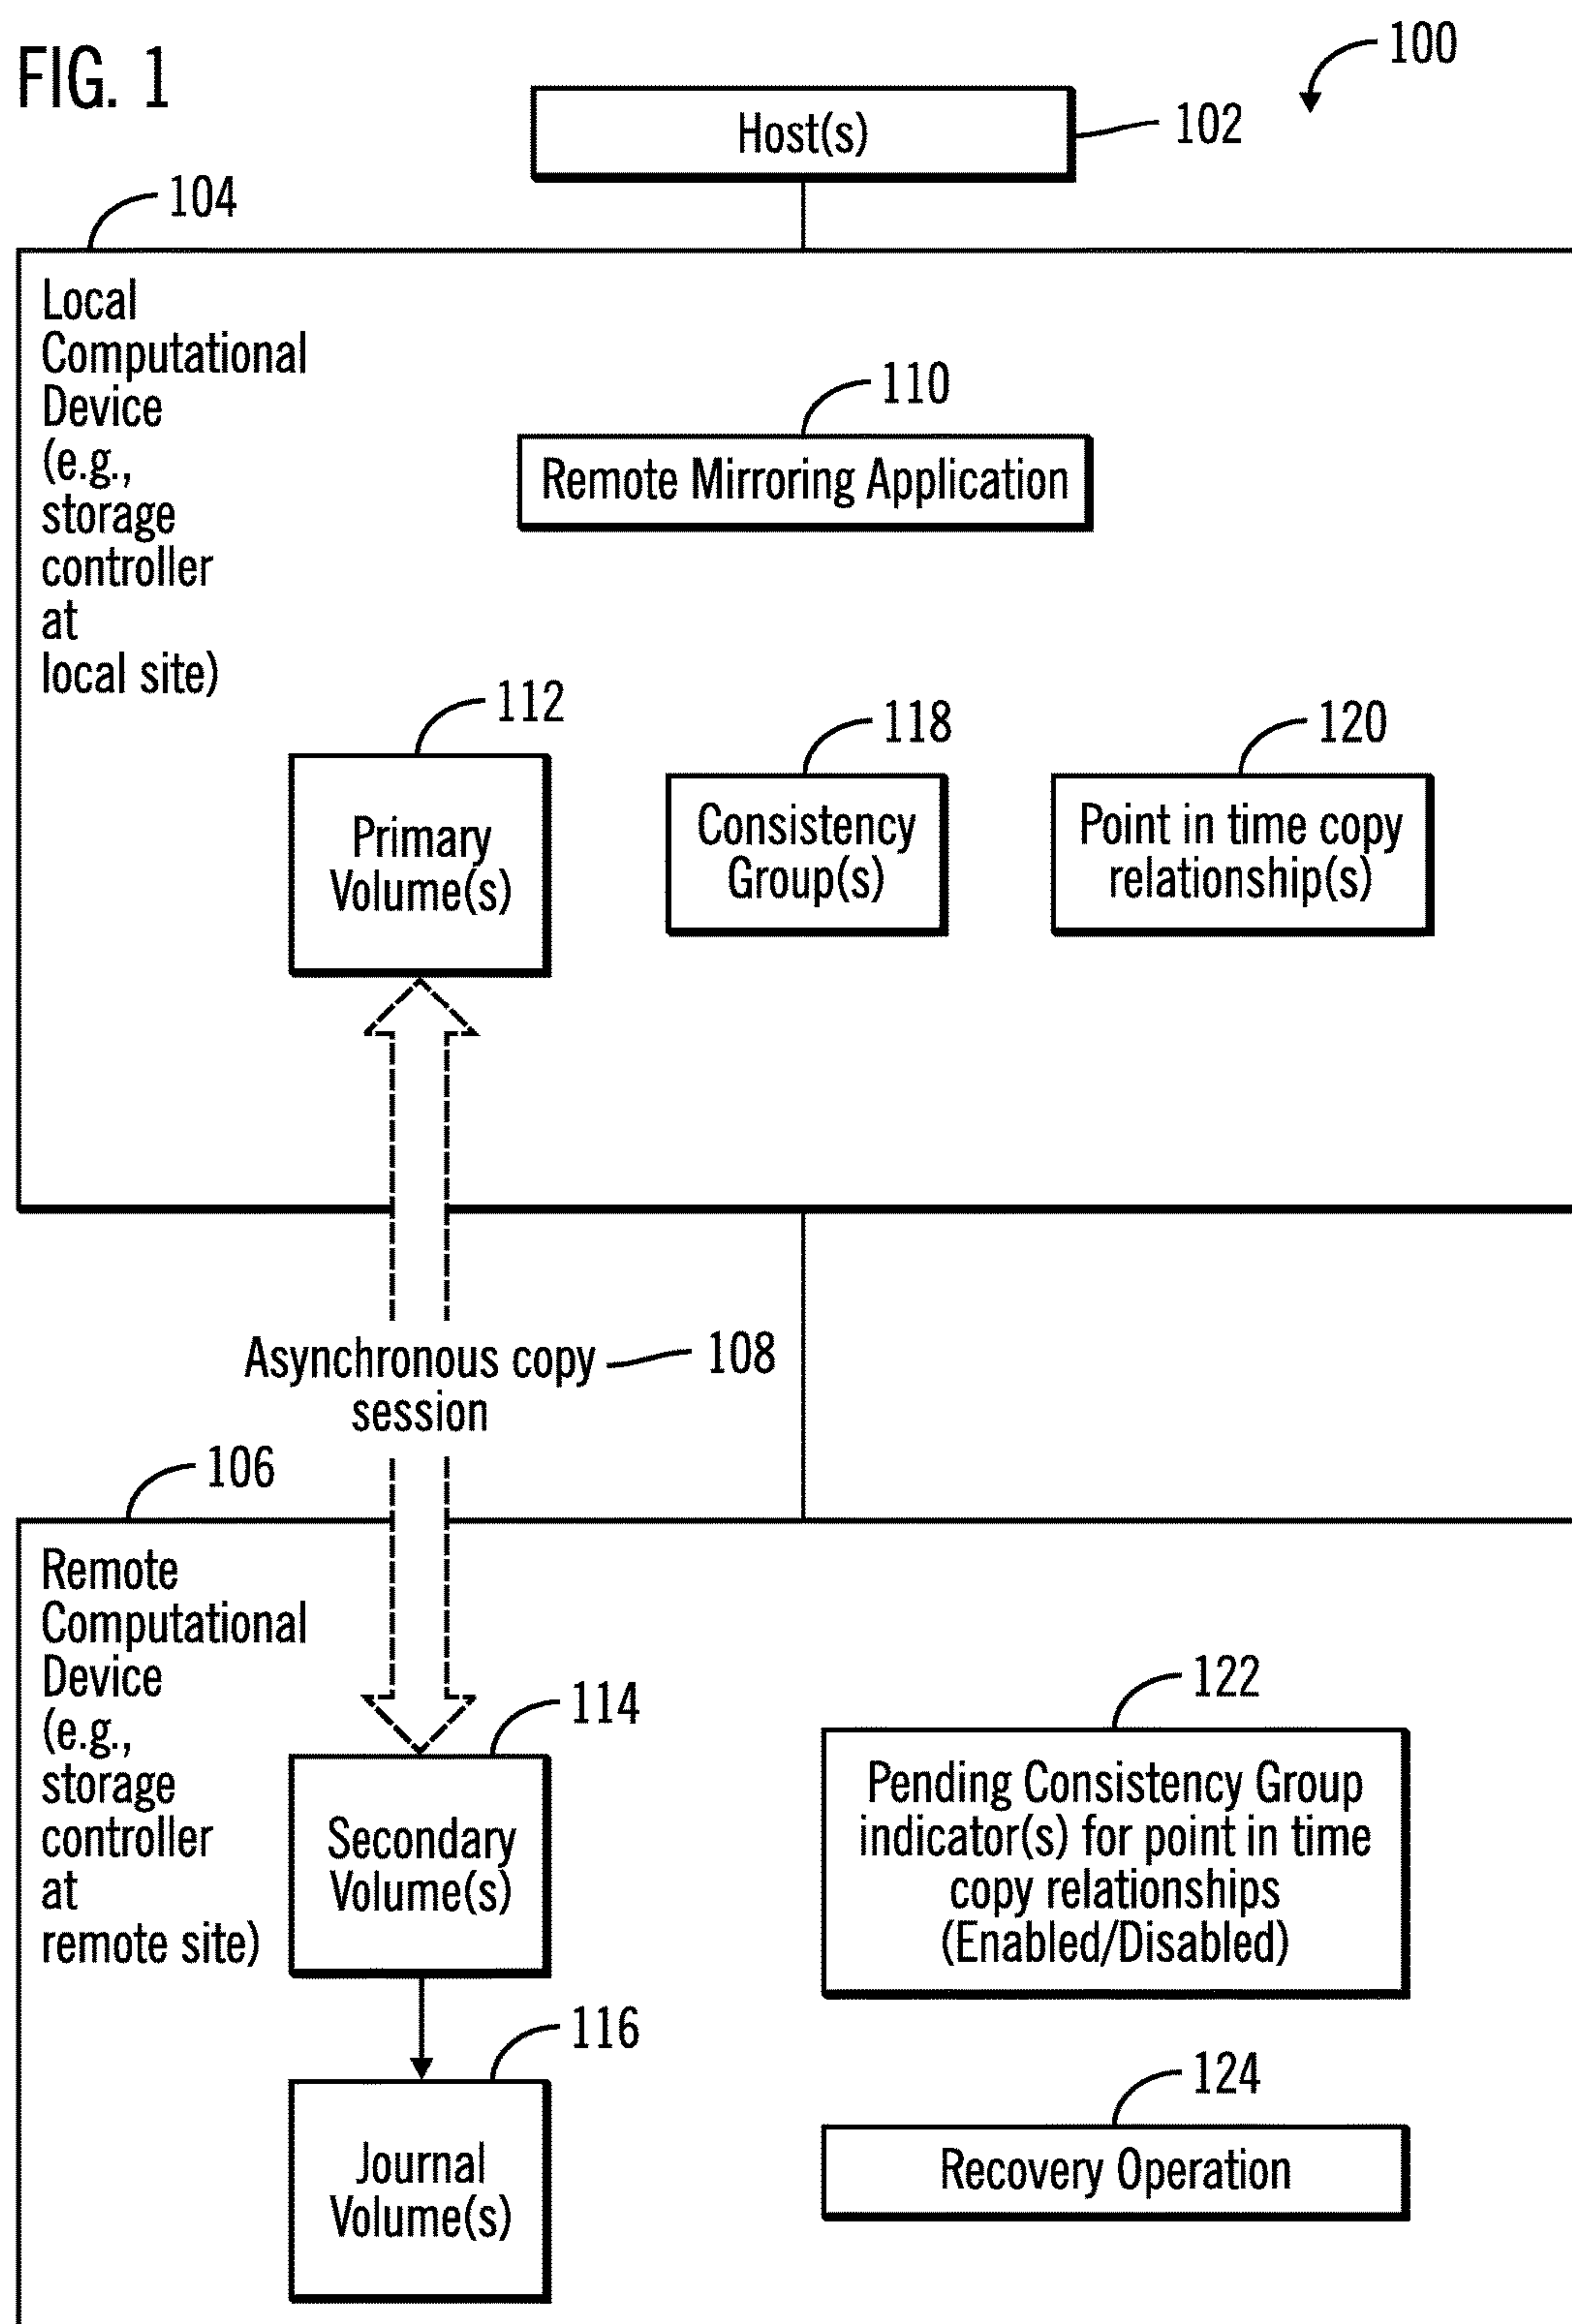 FIG. 1
100
Host(s)
102
104
Local
Computational
Device
(e.g.,
storage
controller
at
local site)
110
Remote Mirroring Application
112
Primary
Volume(s)
118
Consistency
Group(s)
120
Point in time copy
relationship(s)
Asynchronous copy
session
108
106
Remote
Computational
Device
(e.g.,
storage
controller
at
remote site)
114
Secondary
Volume(s)
122
Pending Consistency Group
indicator(s) for point in time
copy relationships
(Enabled/Disabled)
116
Journal
Volume(s)
124
Recovery Operation